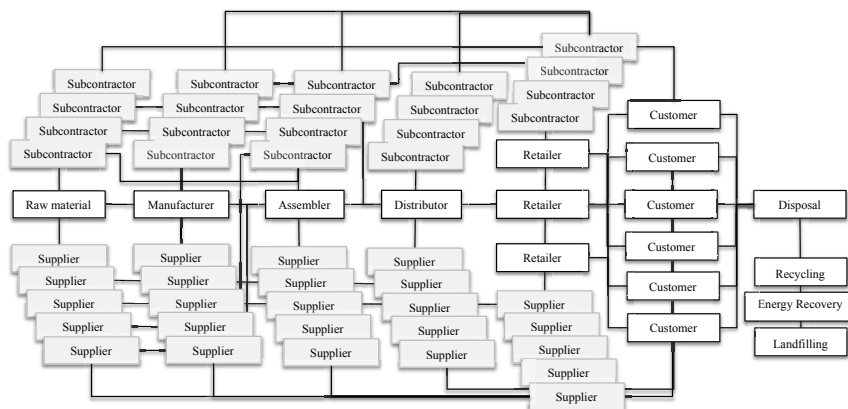 Subcontractor
Subcontractor
Subcontractor Subcontractor Subcontractor Subcontractor
Subcontractor
Subcontractor Subcontractor Subcontractor Subcontractor
Customer
Subcontractor
Subcontractor Subcontractor Subcontractor Subcontractor
Retailer
Subcontractor Subcontractor Subcontractor Subcontractor
Customer
Raw material Manufacturer Assembler Distributor Retailer Customer Disposal
Customer
Supplier Supplier Supplier Supplier Retailer
Recycling
Supplier Supplier Supplier Supplier
Customer
Supplier Supplier Supplier Supplier Supplier
Energy Recovery
Supplier Supplier Supplier Supplier Supplier
Customer
Landfilling
Supplier Supplier Supplier Supplier Supplier
Supplier
Supplier